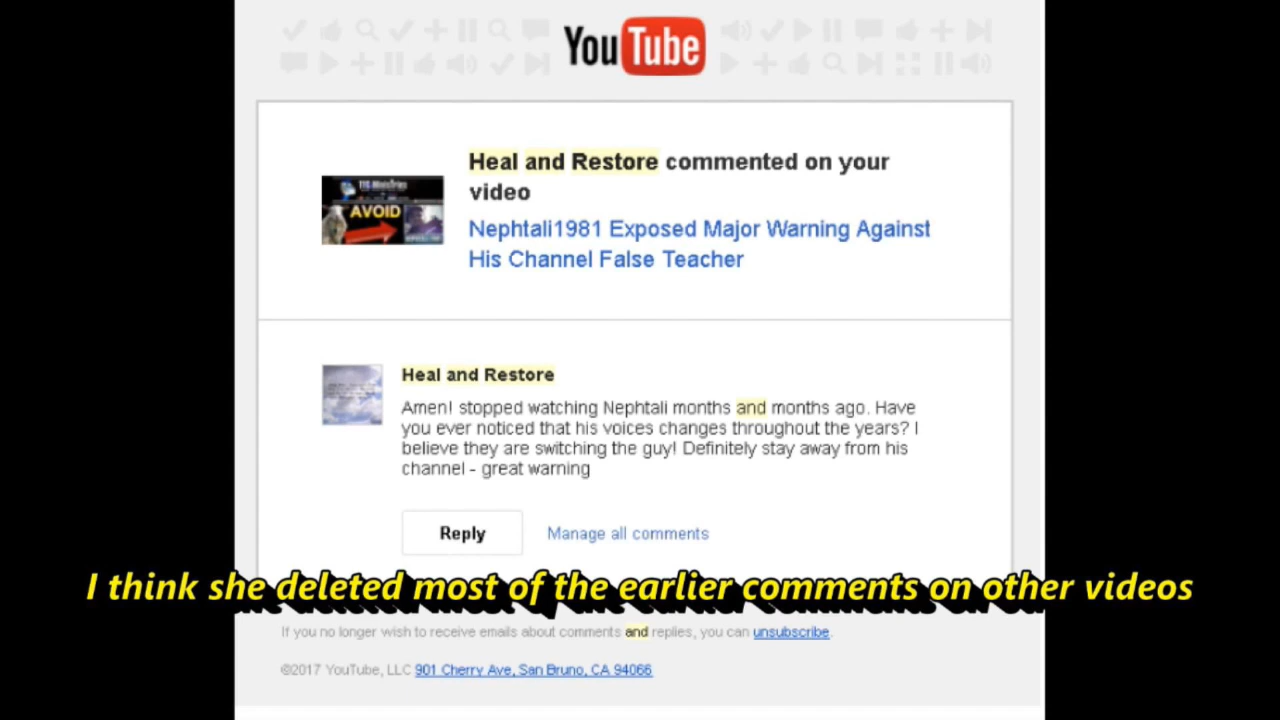 YouTube
Heal and Restore commented on your
video
AVOID
Nephtali1981 Exposed Major Warning Against
His Channel False Teacher
Heal and Restore
Amen! stopped watching Nephtali months and months ago. Have
you ever noticed that his voices changes throughout the years? I
believe they are switching the guy! Definitely stay away from his
channel - great warning
Reply Manage all comments
I think she deleted most of the earlier comments on other videos
If you no longer wish to receive emails about comments and replies, you can unsubscribe.
©2017 YouTube, LLC 901 Cherry Ave, San Bruno, CA 94066